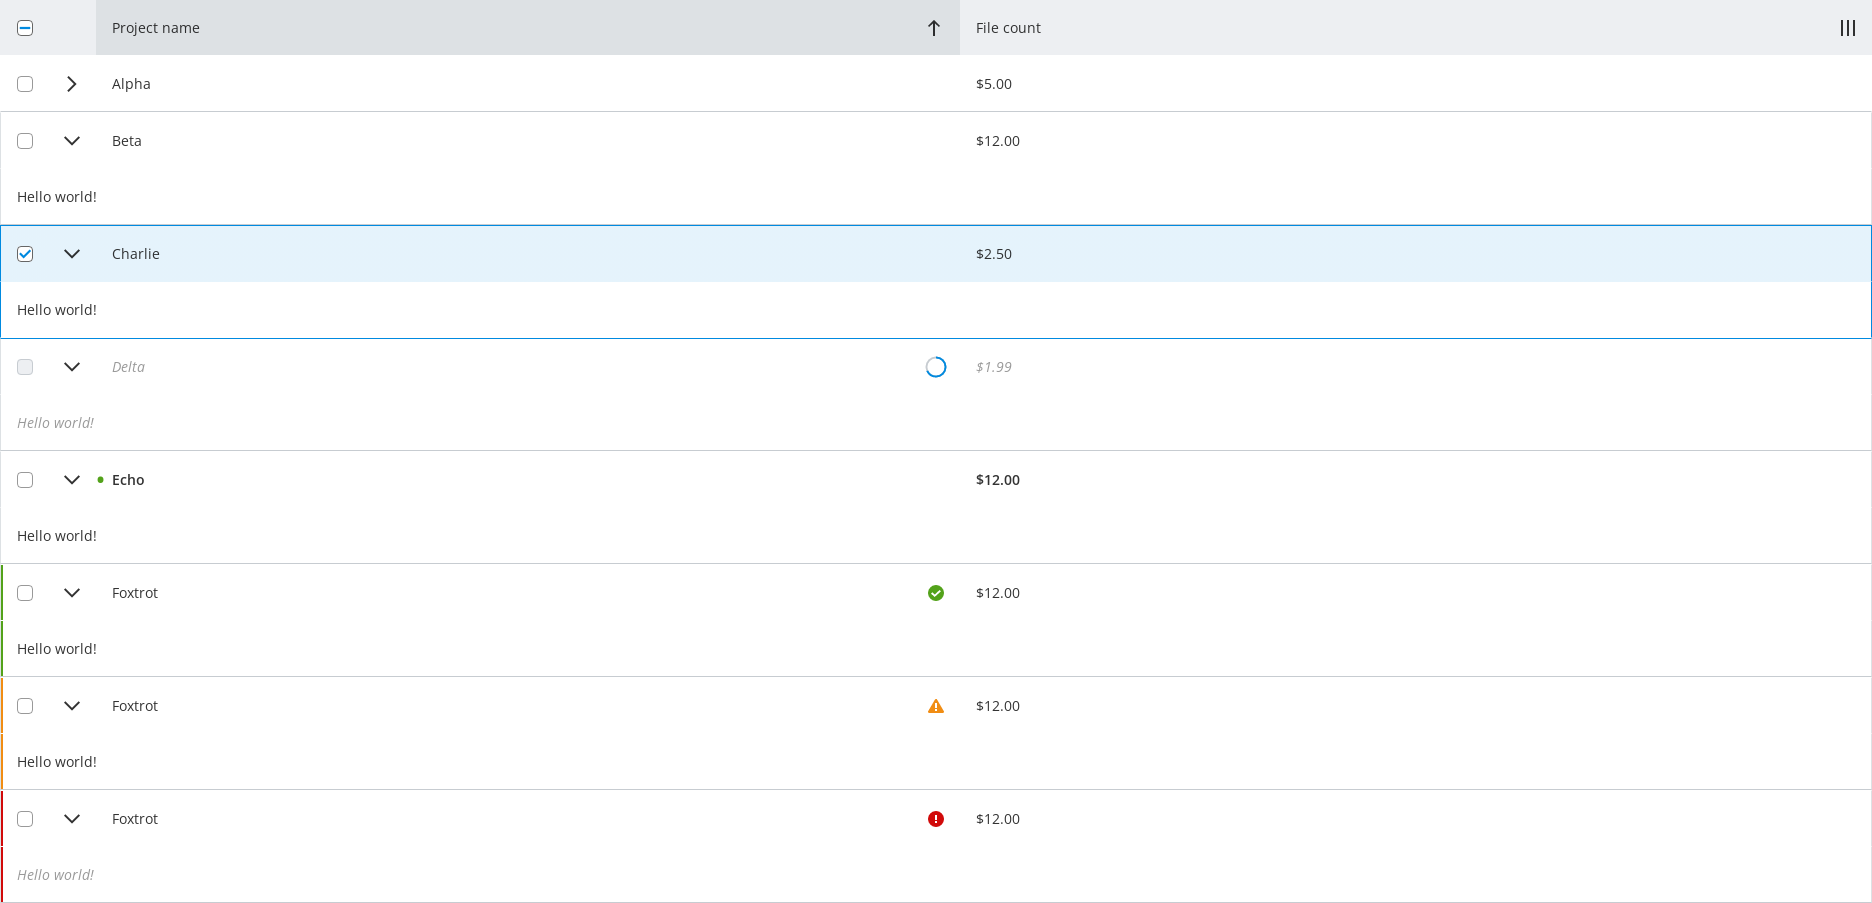 Project name File count
Alpha $5.00
Beta $12.00
Hello world!
Charlie $2.50
Hello world!
Delta $1.99
Hello world!
Echo $12.00
Hello world!
Foxtrot $12.00
Hello world!
Foxtrot $12.00
Hello world!
Foxtrot $12.00
Hello world!